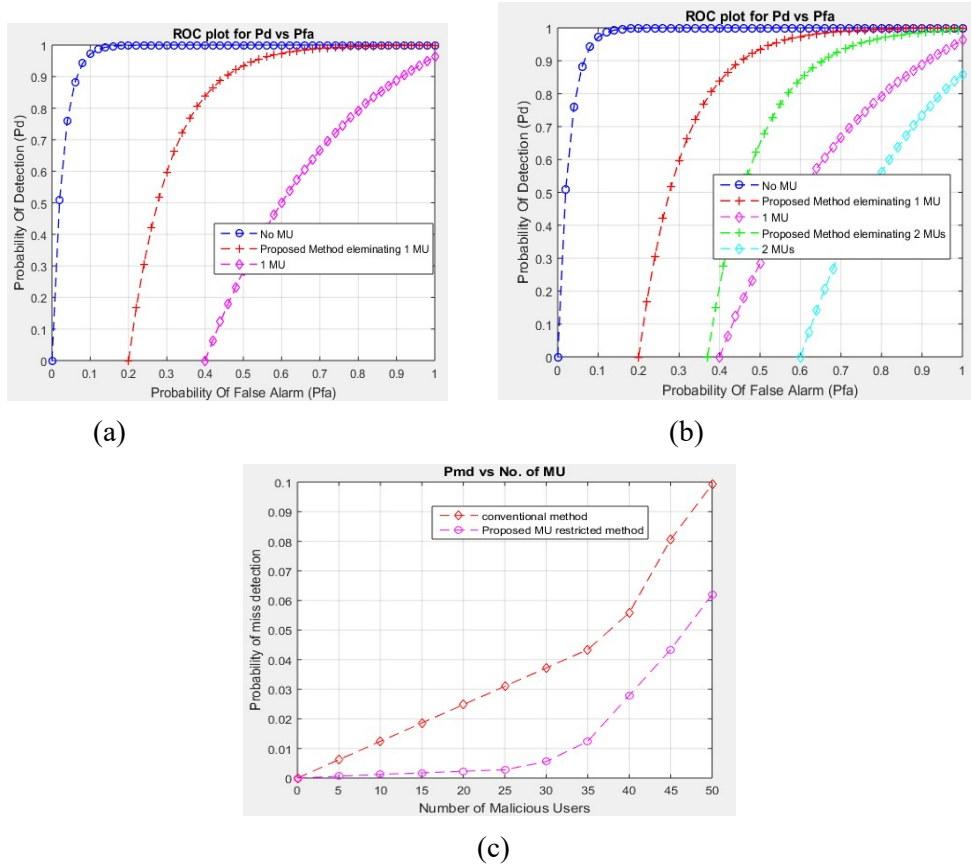 ROC plot for Pd vs Pfa
1
0.9
0.8
0.7
0.6
0.5
0.4
0.3
0.2
0.1
0
Probability Of Detection (Pd)
No MU
Proposed Method eleminating 1 MU
1 MU
0 0.1 0.2 0.3 0.4 0.5 0.6 0.7 0.8 0.9 1
Probability Of False Alarm (Pfa)
(a)
ROC plot for Pd vs Pfa
1
0.9
0.8
0.7
0.6
0.5
0.4
0.3
0.2
0.1
0
Probability Of Detection (Pd)
No MU
Proposed Method eleminating 1 MU
1 MU
Proposed Method eleminating 2 MUs
2 MUs
0 0.1 0.2 0.3 0.4 0.5 0.6 0.7 0.8 0.9 1
Probability Of False Alarm (Pfa)
(b)
Pmd vs No. of MU
0.1
0.09
0.08
0.07
0.06
0.05
0.04
0.03
0.02
0.01
0
Probability of miss detection
conventional method
Proposed MU restricted method
0 5 10 15 20 25 30 35 40 45 50
Number of Malicious Users
(c)